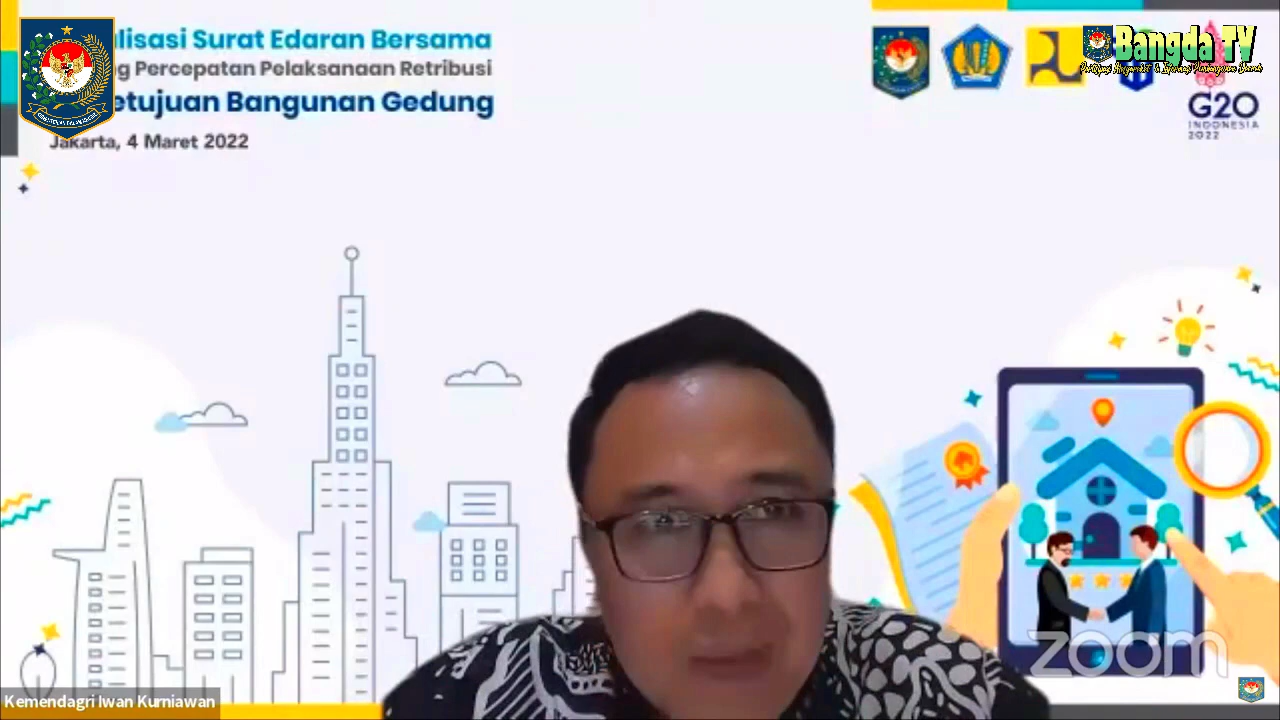 lisasi Surat Edaran Bersama
g Percepatan Pelaksanaan Retribusi
etujuan Bangunan Gedung
Jakarta, 4 Maret 2022
Bangda TV
G20
INDONESIA
2022
zoom
Kemendagri Iwan Kurniawan